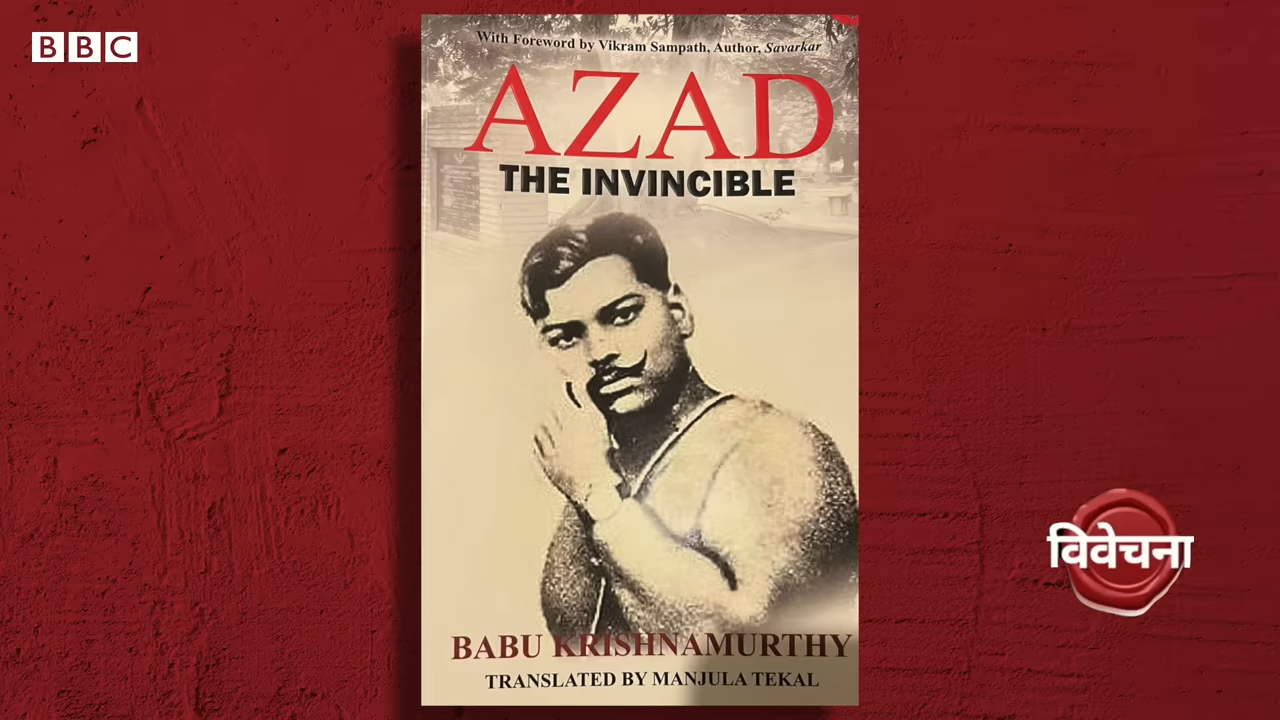 BBC
With Foreword by Vikram Sampath, Author, Savarkar
AZAD
THE INVINCIBLE
विवेचना
BABU KRISHNAMURTHY
TRANSLATED BY MANJULA TEKAL